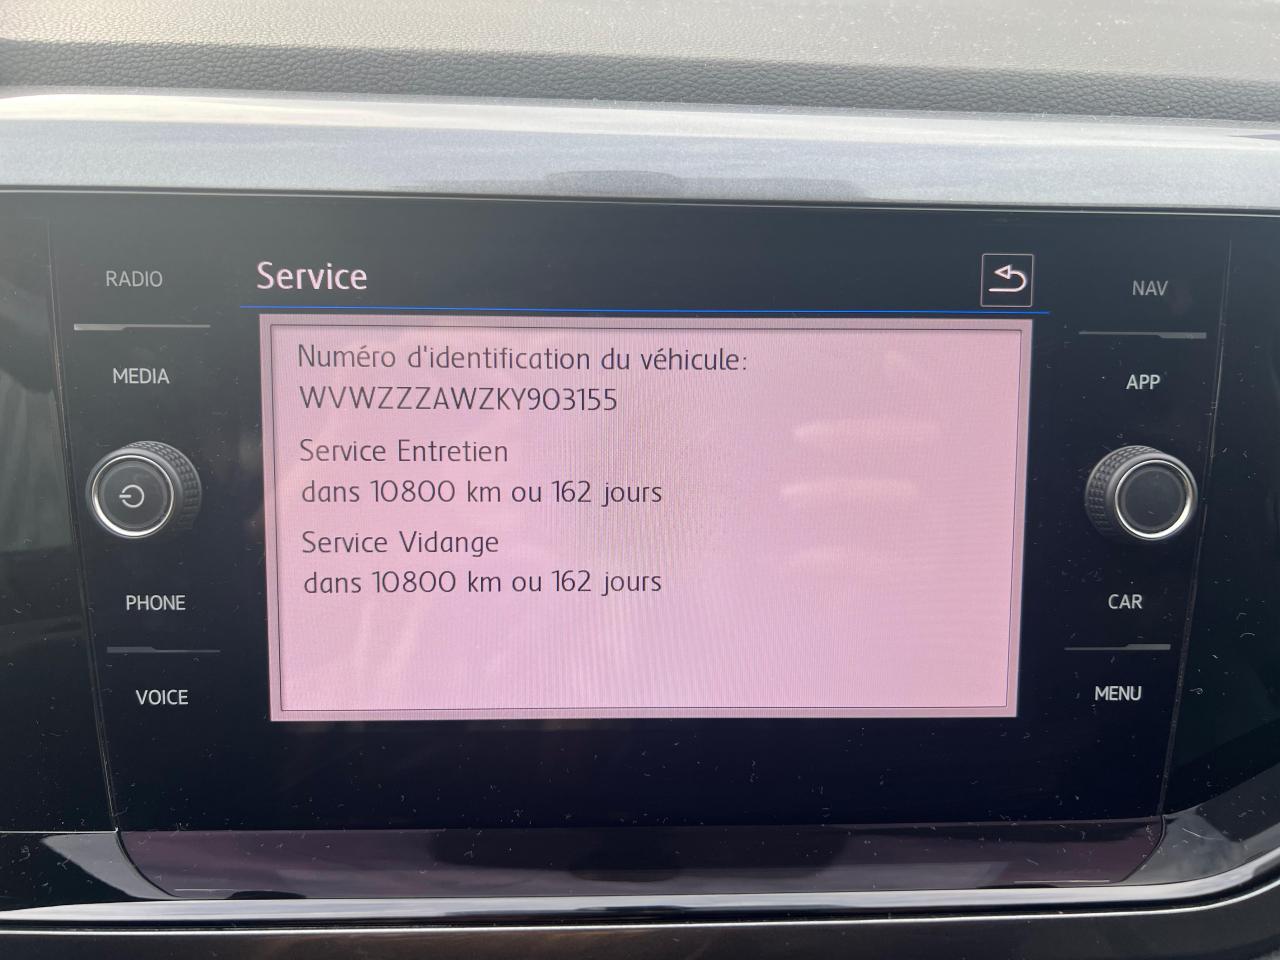 Service
RADIO
NAV
MEDIA
APP
Numéro d'identification du véhicule:
WVWZZZAWZKY903155
Service Entretien
dans 10800 km ou 162 jours
Service Vidange
dans 10800 km ou 162 jours
PHONE
CAR
VOICE
MENU